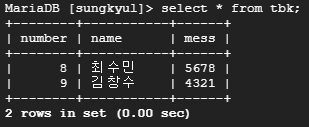 MariaDB [sungkyul]> select * from tbk;
+--------+--------+------+
| number | name   | mess |
+--------+--------+------+
|      8 | 최수민 | 5678 |
|      9 | 김창수 | 4321 |
+--------+--------+------+
2 rows in set (0.00 sec)